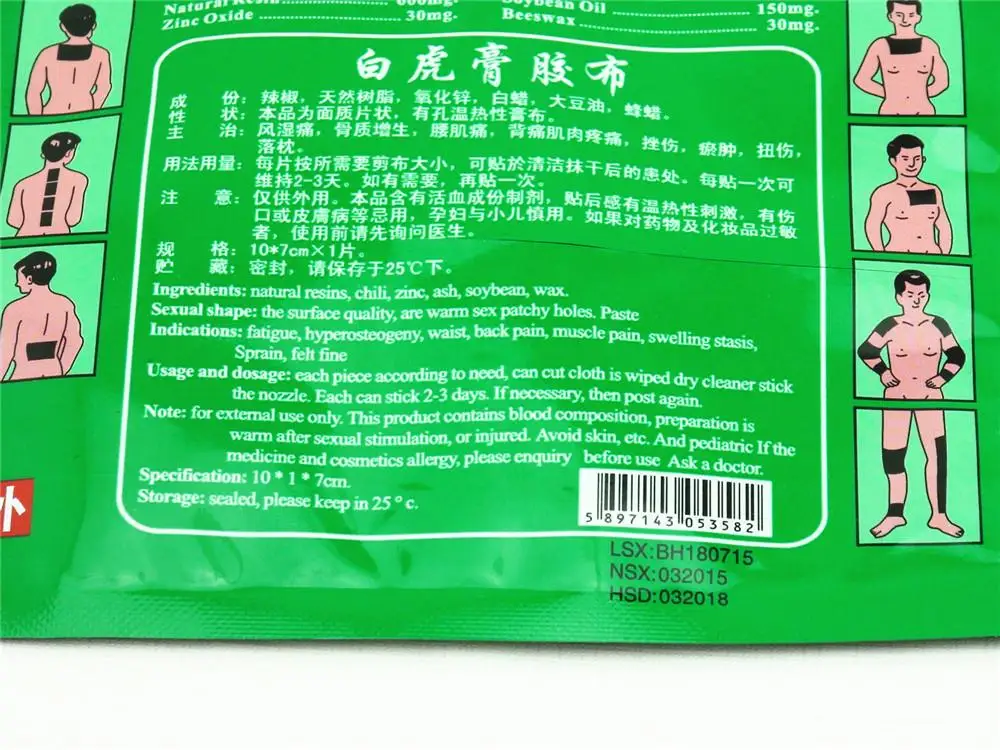 Natural Resin 600mg.
Soybean Oil 150mg.
Zinc Oxide 30mg.
Beeswax 30mg.
白虎膏胶布
成 份：辣椒，天然树脂，氧化锌，白蜡，大豆油，蜂蜡。
性 状：本品为面质片状，有孔温热性膏布。
主 治：风湿痛，骨质增生，腰肌痛，背痛肌肉疼痛，挫伤，瘀肿，扭伤，
落枕。
用法用量：每片按所需要剪布大小，可贴於清洁抹干后的患处。每贴一次可
维持2-3天。如有需要，再贴一次。
注 意：仅供外用。本品含有活血成份制剂，贴后感有温热性刺激，有伤
口或皮膚病等忌用，孕妇与小儿慎用。如果对药物及化妆品过敏
者，使用前请先询问医生。
规 格：10*7cm×1片。
贮 藏：密封，请保存于25℃下。
Ingredients: natural resins, chili, zinc, ash, soybean, wax.
Sexual shape: the surface quality, are warm sex patchy holes. Paste
Indications: fatigue, hyperosteogeny, waist, back pain, muscle pain, swelling stasis,
Sprain, felt fine
Usage and dosage: each piece according to need, can cut cloth is wiped dry cleaner stick
the nozzle. Each can stick 2-3 days. If necessary, then post again.
Note: for external use only. This product contains blood composition, preparation is
warm after sexual stimulation, or injured. Avoid skin, etc. And pediatric If the
medicine and cosmetics allergy, please enquiry before use Ask a doctor.
Specification: 10 * 1 * 7cm.
Storage: sealed, please keep in 25 ° c.
5 897143 053582
外
LSX:BH180715
NSX:032015
HSD:032018